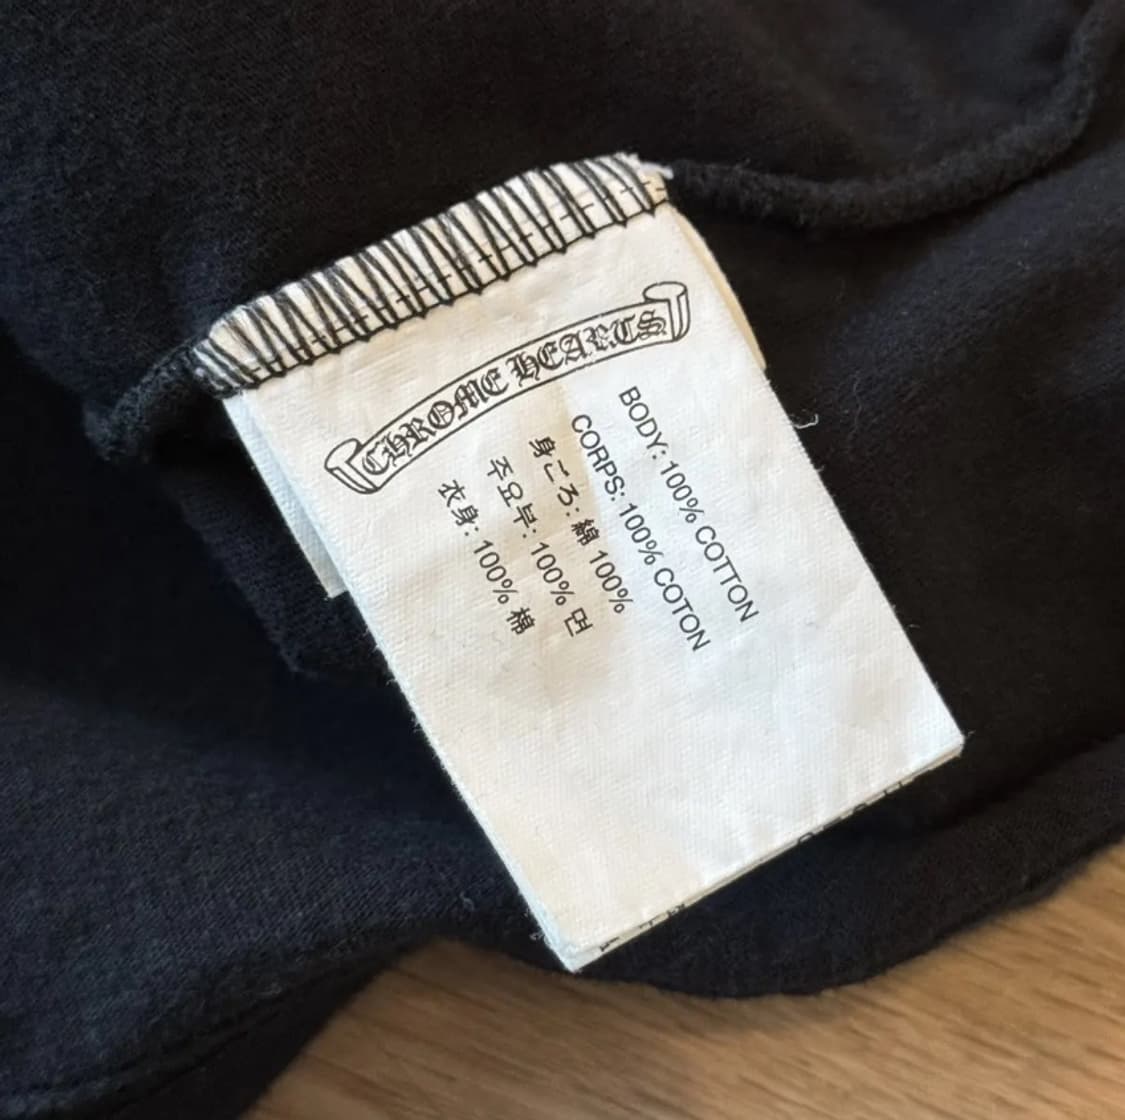 CHROME HEARTS
BODY: 100% COTTON
CORPS: 100% COTON
身ごろ: 綿 100%
주요부: 100% 면
衣身: 100% 棉